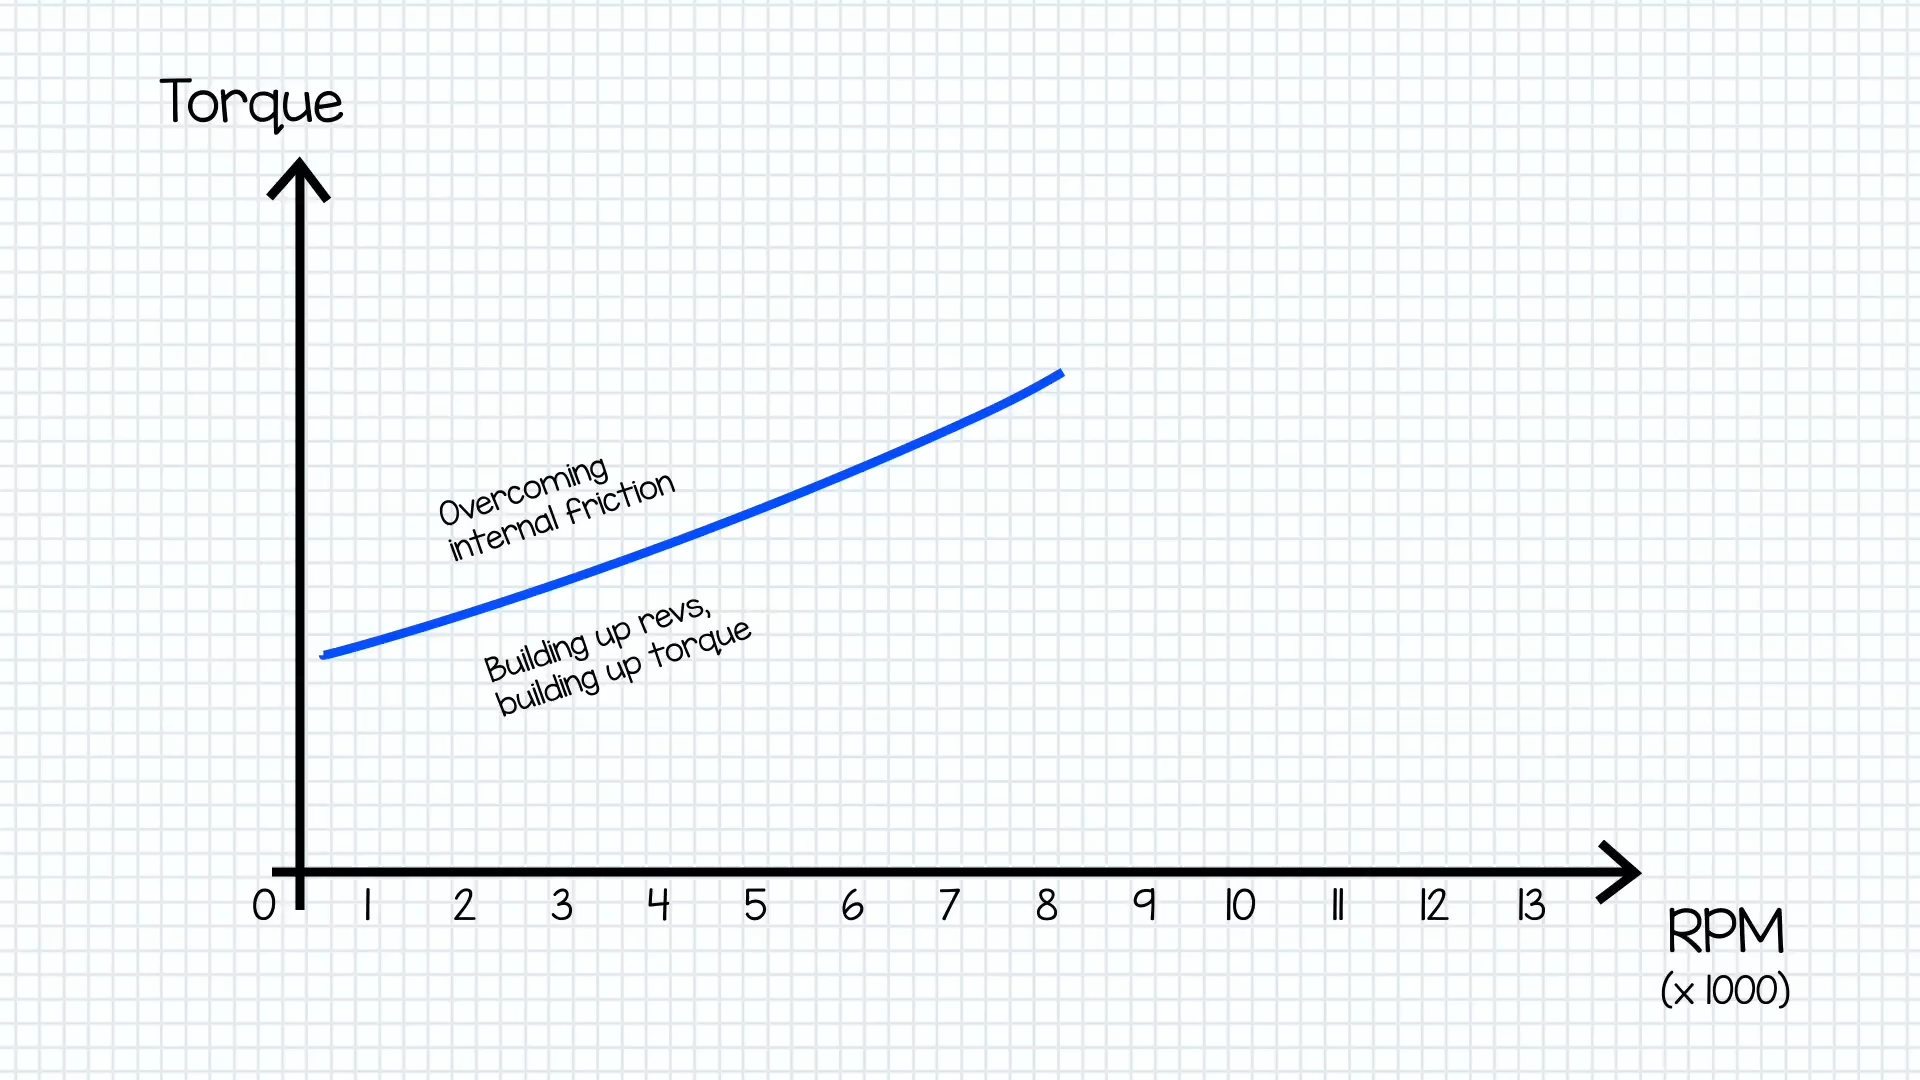 Torque
Overcoming
internal friction
Building up revs,
building up torque
0 1 2 3 4 5 6 7 8 9 10 11 12 13
RPM
(x 1000)